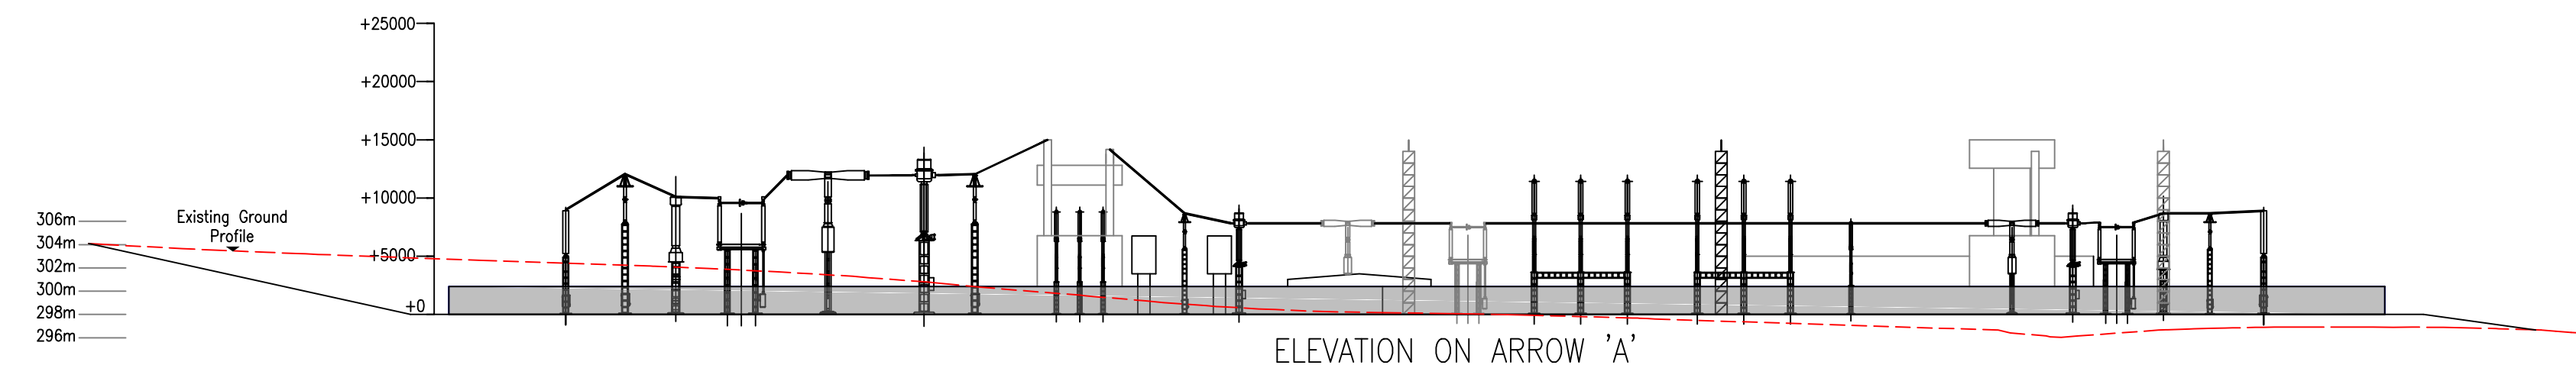 +25000
+20000
+15000
+10000
+5000
+0
306m
304m
302m
300m
298m
296m
Existing Ground
Profile
ELEVATION ON ARROW 'A'